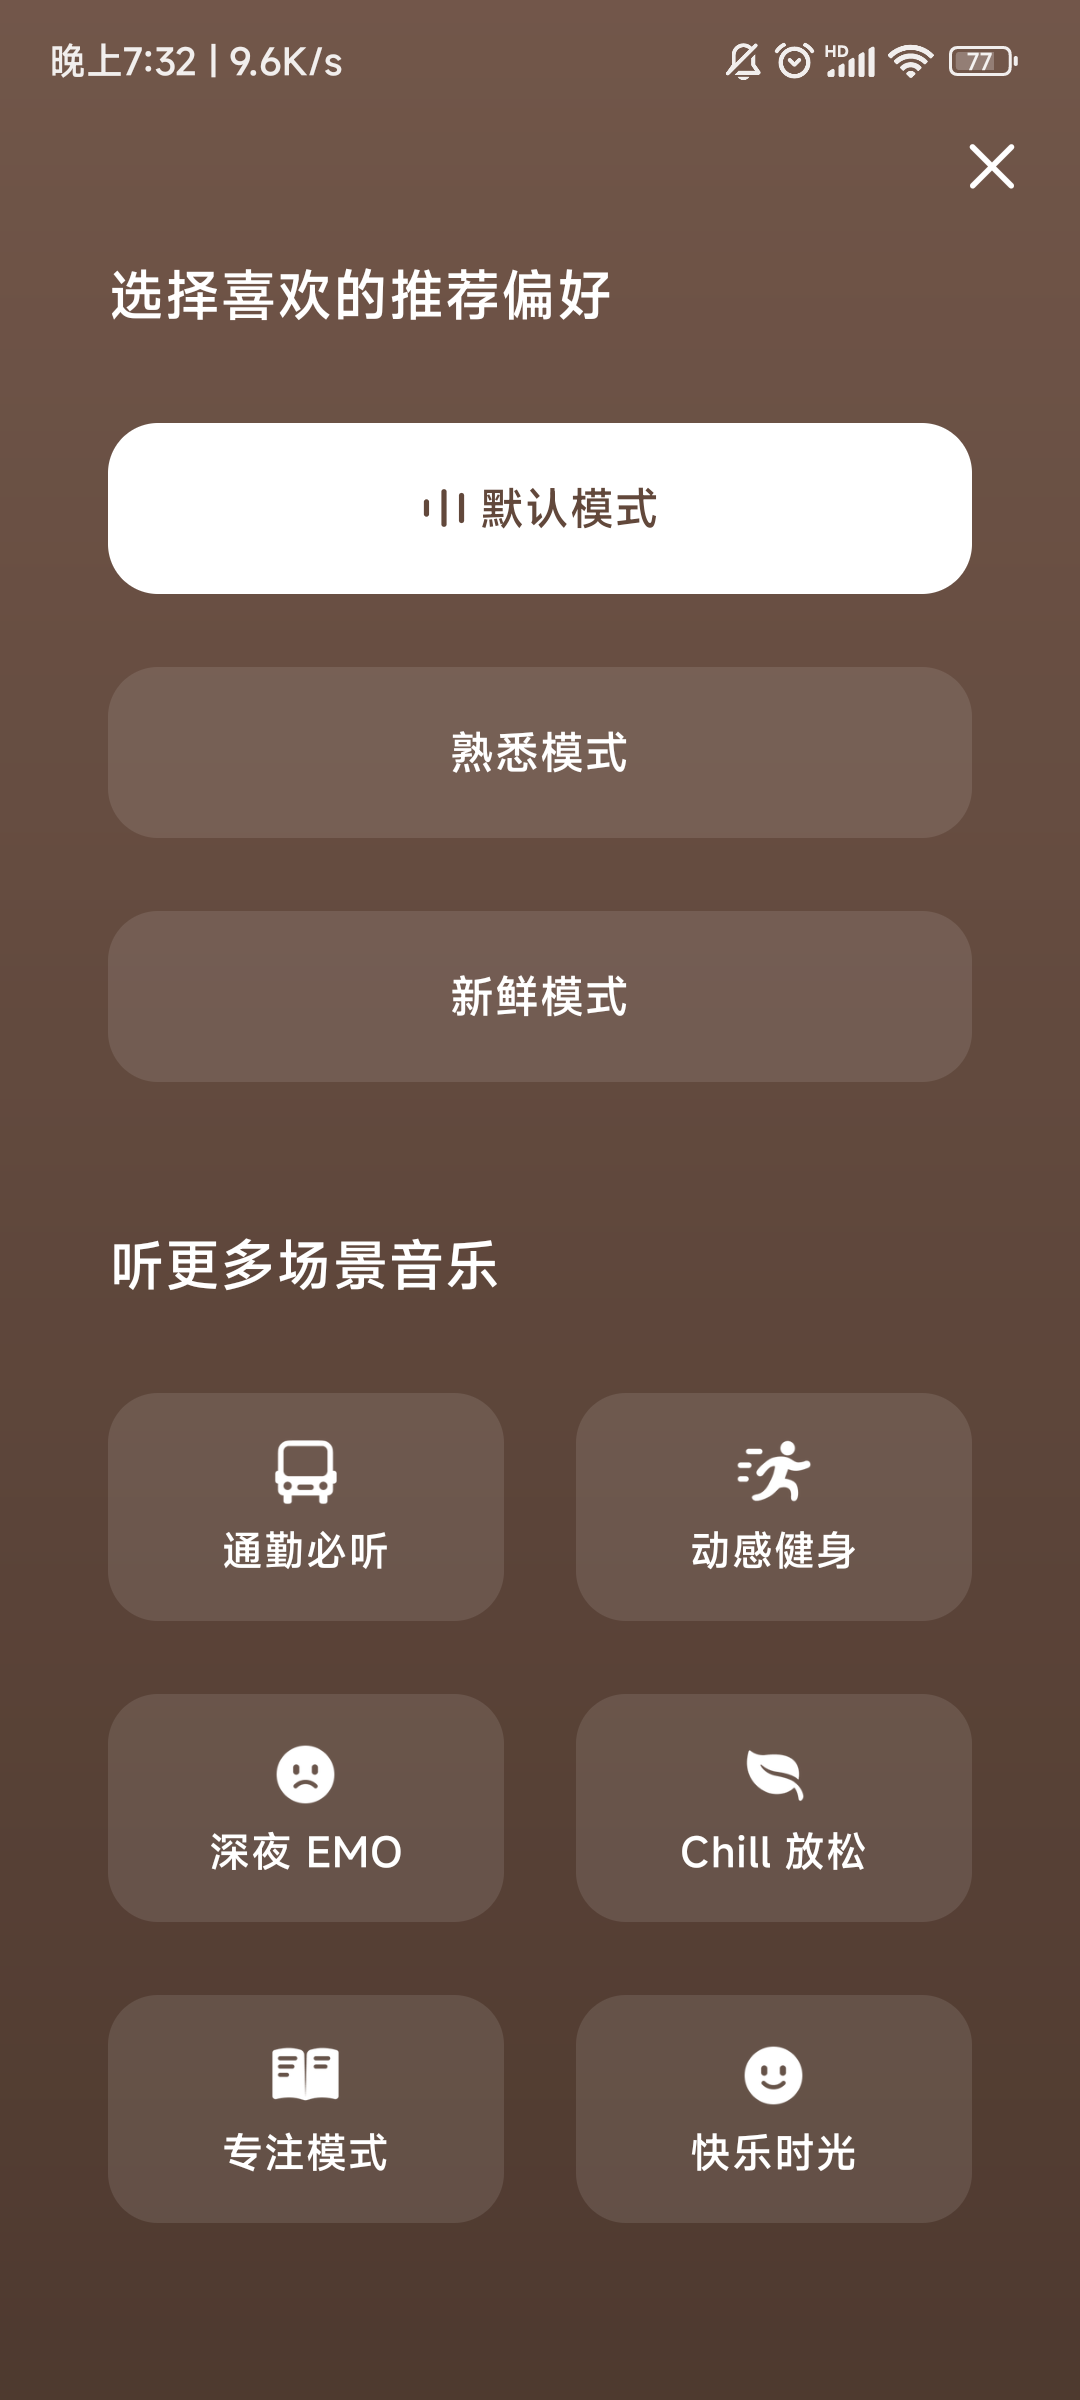 晚上7:32 | 9.6K/s
HD
77
选择喜欢的推荐偏好
默认模式
熟悉模式
新鲜模式
听更多场景音乐
通勤必听
动感健身
深夜 EMO
Chill 放松
专注模式
快乐时光